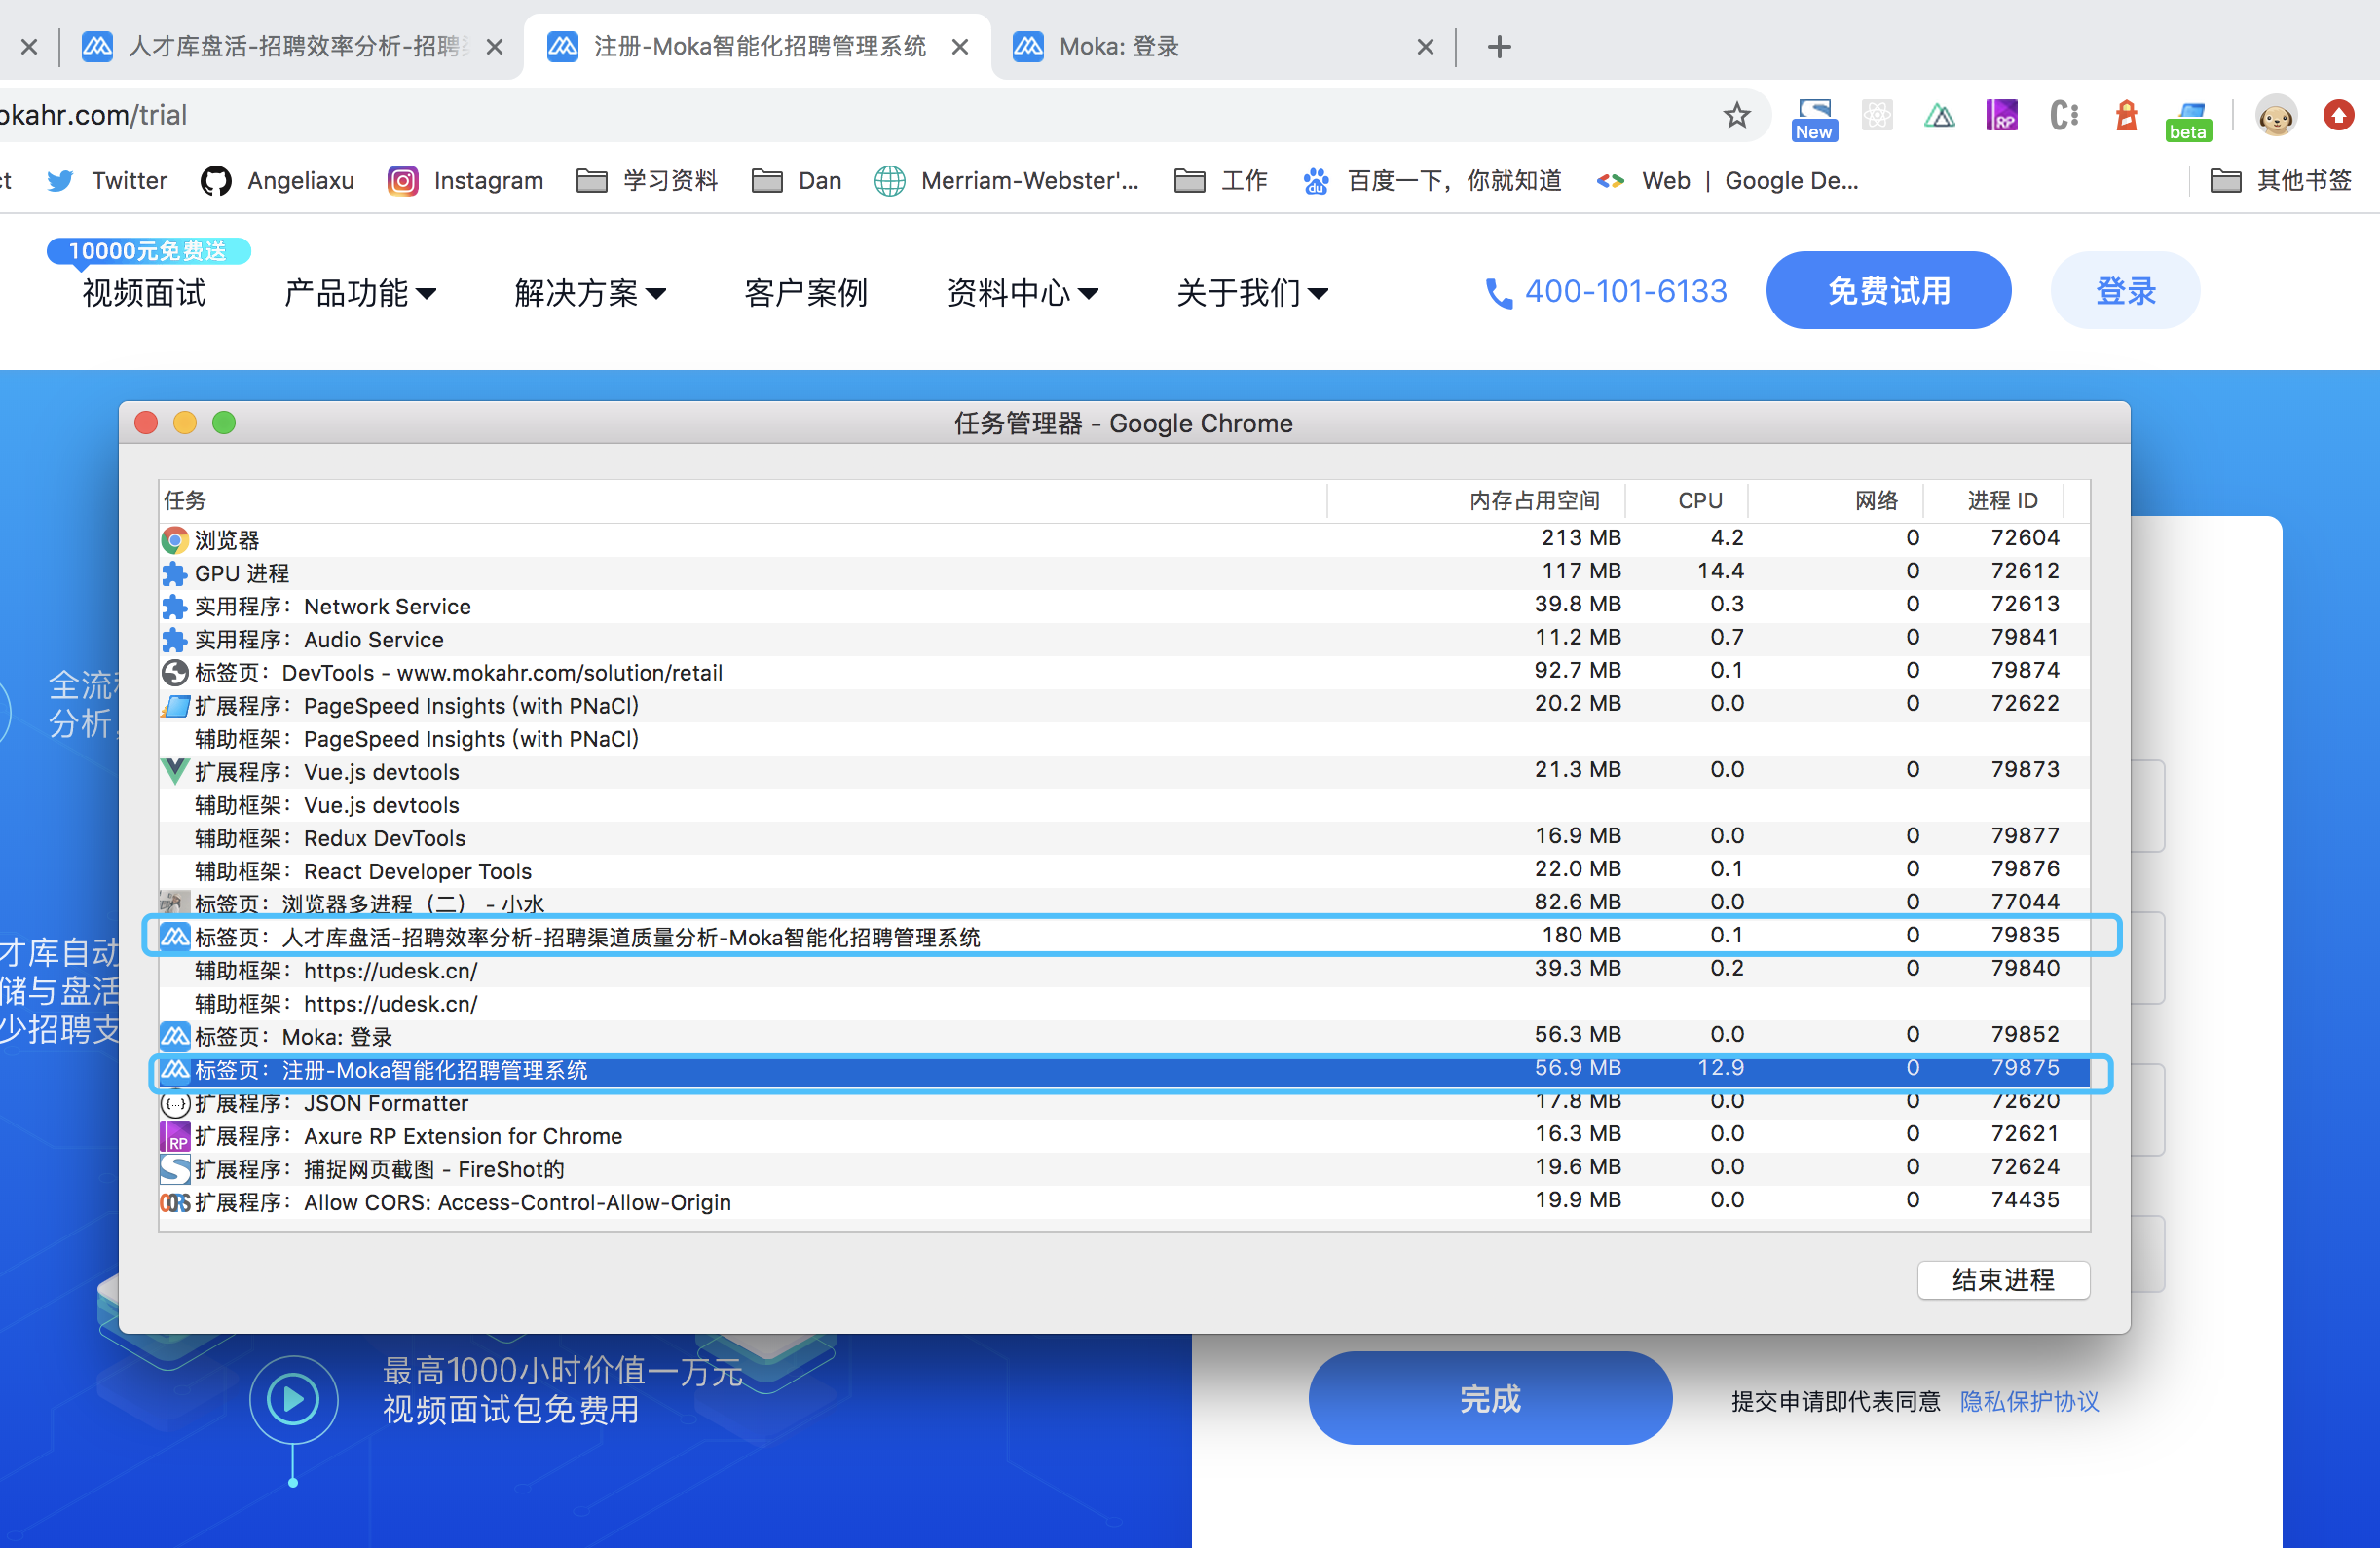 人才库盘活-招聘效率分析-招聘
注册-Moka智能化招聘管理系统
Moka: 登录
okahr.com/trial
New
RP
beta
Twitter
Angeliaxu
Instagram
学习资料
Dan
Merriam-Webster'...
工作
百度一下，你就知道
Web | Google De...
其他书签
10000元免费送
视频面试
产品功能
解决方案
客户案例
资料中心
关于我们
400-101-6133
免费试用
登录
任务管理器 - Google Chrome
任务 内存占用空间 CPU 网络 进程 ID
浏览器 213 MB 4.2 0 72604
GPU 进程 117 MB 14.4 0 72612
实用程序：Network Service 39.8 MB 0.3 0 72613
实用程序：Audio Service 11.2 MB 0.7 0 79841
标签页：DevTools - www.mokahr.com/solution/retail 92.7 MB 0.1 0 79874
扩展程序：PageSpeed Insights (with PNaCl) 20.2 MB 0.0 0 72622
辅助框架：PageSpeed Insights (with PNaCl)
扩展程序：Vue.js devtools 21.3 MB 0.0 0 79873
辅助框架：Vue.js devtools
辅助框架：Redux DevTools 16.9 MB 0.0 0 79877
辅助框架：React Developer Tools 22.0 MB 0.1 0 79876
标签页：浏览器多进程（二） - 小水 82.6 MB 0.0 0 77044
标签页：人才库盘活-招聘效率分析-招聘渠道质量分析-Moka智能化招聘管理系统 180 MB 0.1 0 79835
辅助框架：https://udesk.cn/ 39.3 MB 0.2 0 79840
辅助框架：https://udesk.cn/
标签页：Moka: 登录 56.3 MB 0.0 0 79852
标签页：注册-Moka智能化招聘管理系统 56.9 MB 12.9 0 79875
扩展程序：JSON Formatter 17.8 MB 0.0 0 72620
扩展程序：Axure RP Extension for Chrome 16.3 MB 0.0 0 72621
扩展程序：捕捉网页截图 - FireShot的 19.6 MB 0.0 0 72624
扩展程序：Allow CORS: Access-Control-Allow-Origin 19.9 MB 0.0 0 74435
结束进程
全流
分析，
才库自动
储与盘活
少招聘支
最高1000小时价值一万元
视频面试包免费用
完成
提交申请即代表同意 隐私保护协议